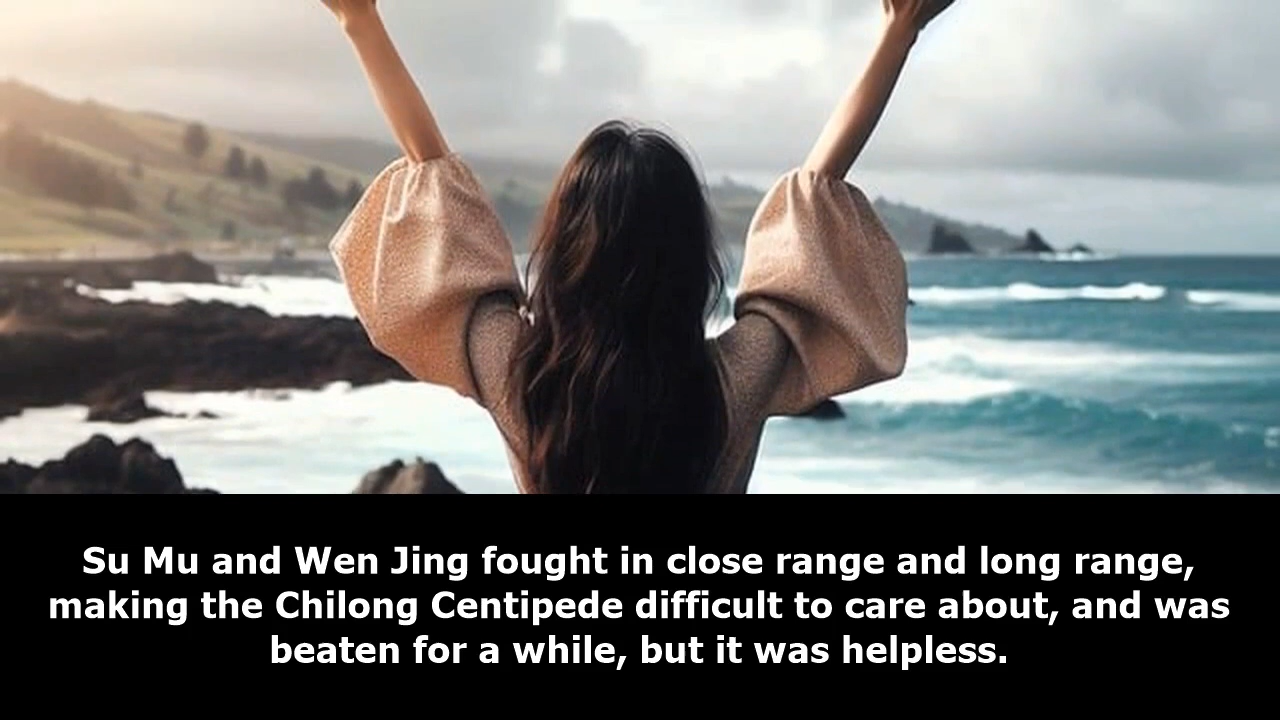 Su Mu and Wen Jing fought in close range and long range,
making the Chilong Centipede difficult to care about, and was
beaten for a while, but it was helpless.